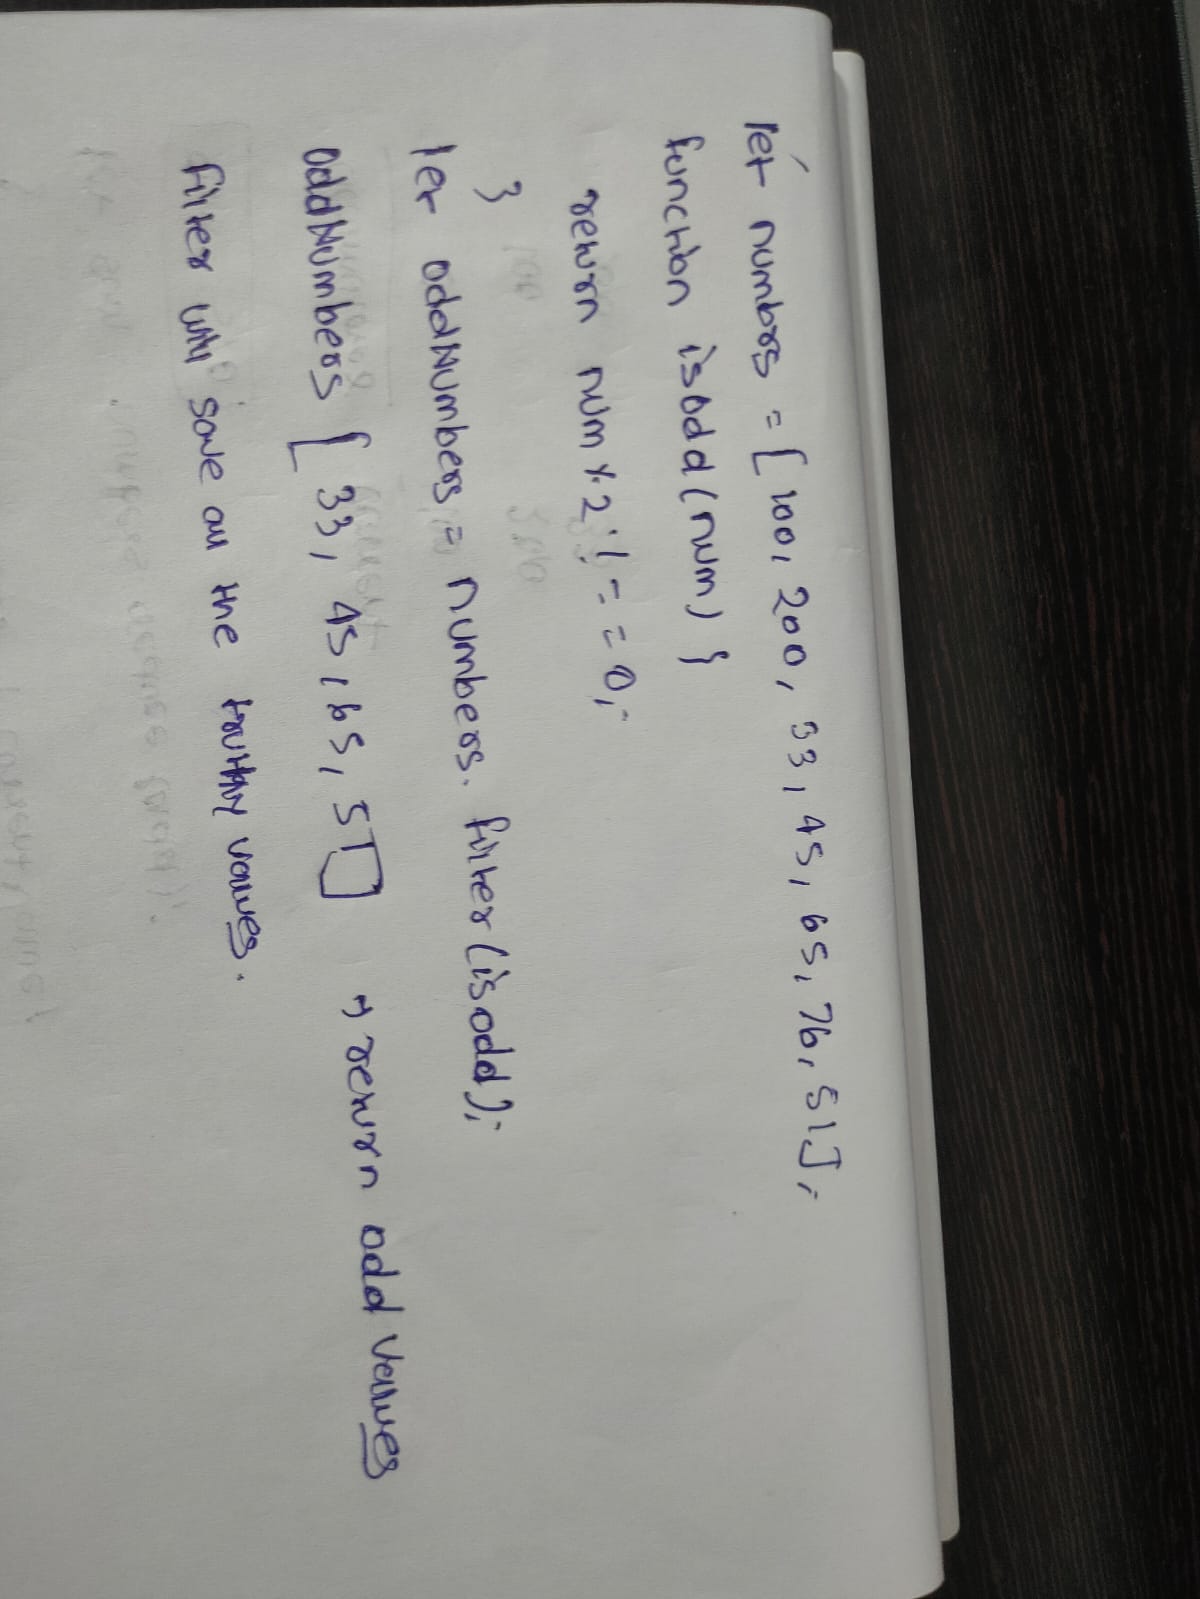 let numbrs = [100, 200, 33, 45, 65, 76, 51];
function isodd(num) {
return num % 2 !== 0;
}
let oddNumbers = numbers.filter(isodd);
oddNumbers [33, 45, 65, 51] → return odd values
filter will save all the truthy values.